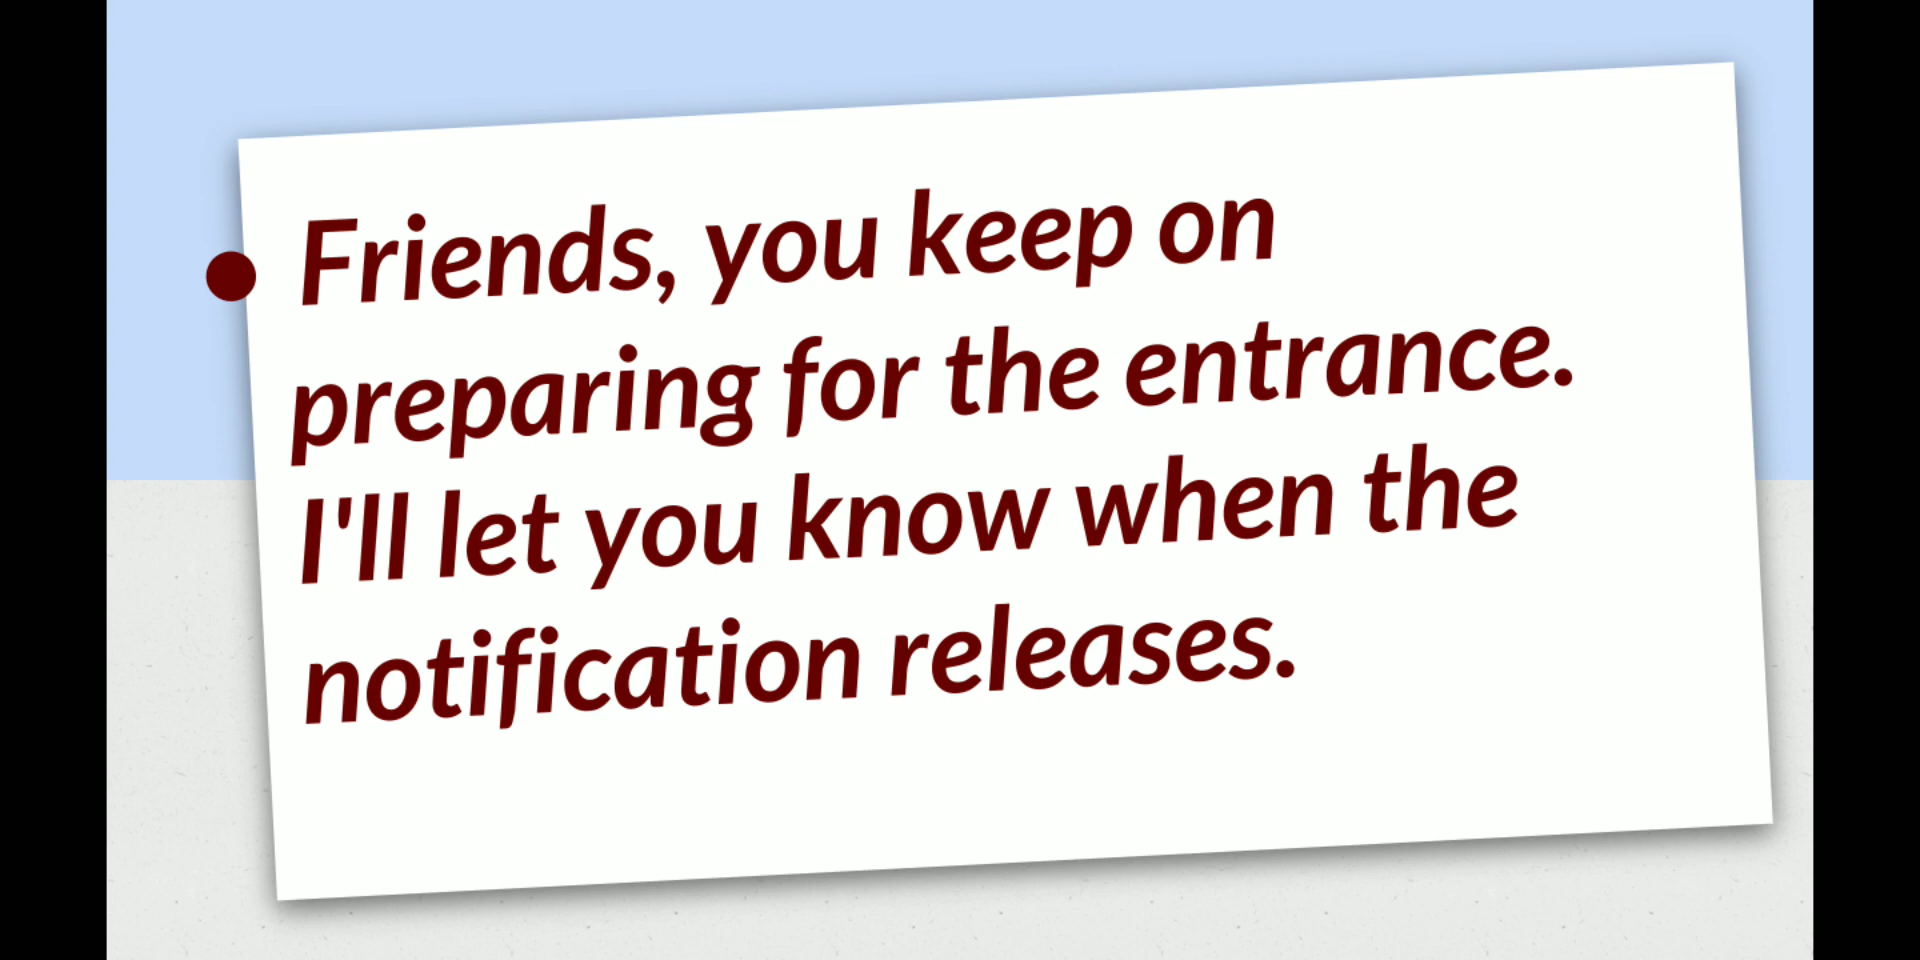 • Friends, you keep on
preparing for the entrance.
I'll let you know when the
notification releases.